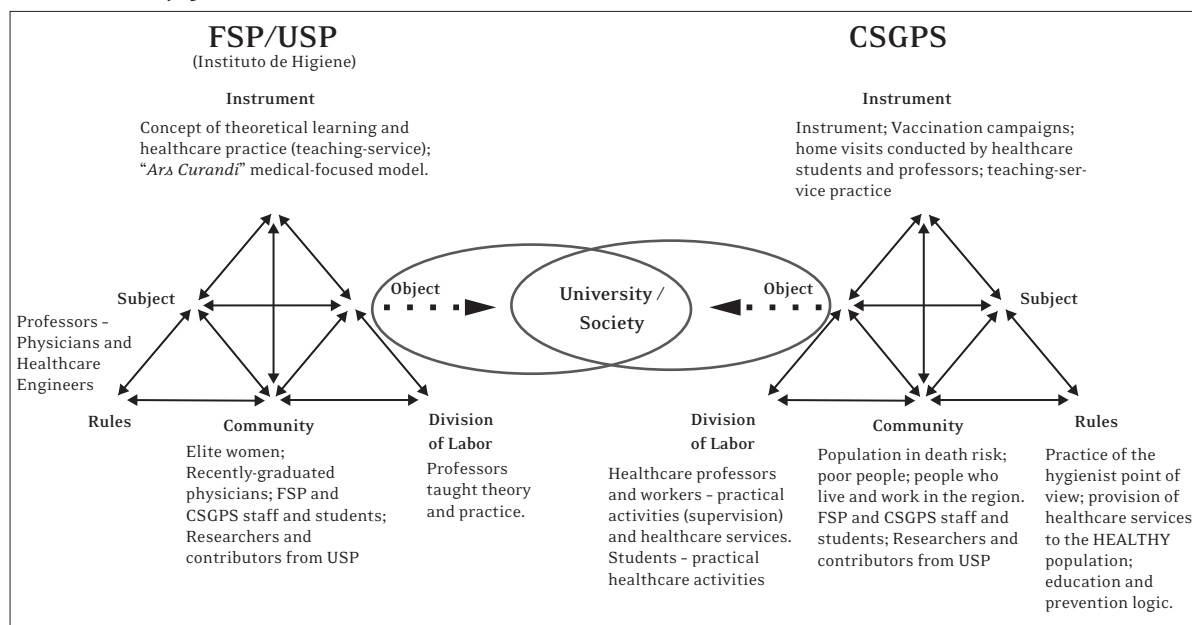 FSP/USP
(Instituto de Higiene)
Instrument
Concept of theoretical learning and
healthcare practice (teaching-service);
“Ars Curandi” medical-focused model.
Subject
Professors –
Physicians and
Healthcare
Engineers
Rules
Community
Elite women;
Recently-graduated
physicians; FSP and
CSGPS staff and students;
Researchers and
contributors from USP
Division
of Labor
Professors
taught theory
and practice.
Object
University /
Society
Object
CSGPS
Instrument
Instrument; Vaccination campaigns;
home visits conducted by healthcare
students and professors; teaching-ser-
vice practice
Subject
Division
of Labor
Healthcare professors
and workers – practical
activities (supervision)
and healthcare services.
Students – practical
healthcare activities
Community
Population in death risk;
poor people; people who
live and work in the region.
FSP and CSGPS staff and
students; Researchers and
contributors from USP
Rules
Practice of the
hygienist point of
view; provision of
healthcare services
to the HEALTHY
population;
education and
prevention logic.